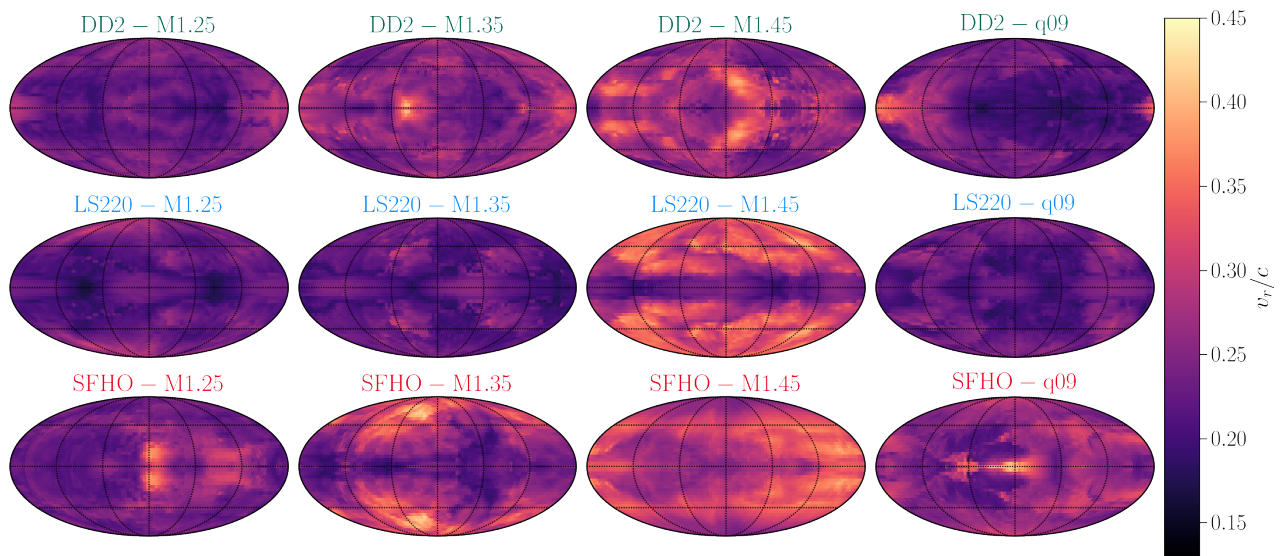 DD2 − M1.25
DD2 − M1.35
DD2 − M1.45
DD2 − q09
LS220 − M1.25
LS220 − M1.35
LS220 − M1.45
LS220 − q09
SFHO − M1.25
SFHO − M1.35
SFHO − M1.45
SFHO − q09
0.45
0.40
0.35
0.30
0.25
0.20
0.15
v_r/c